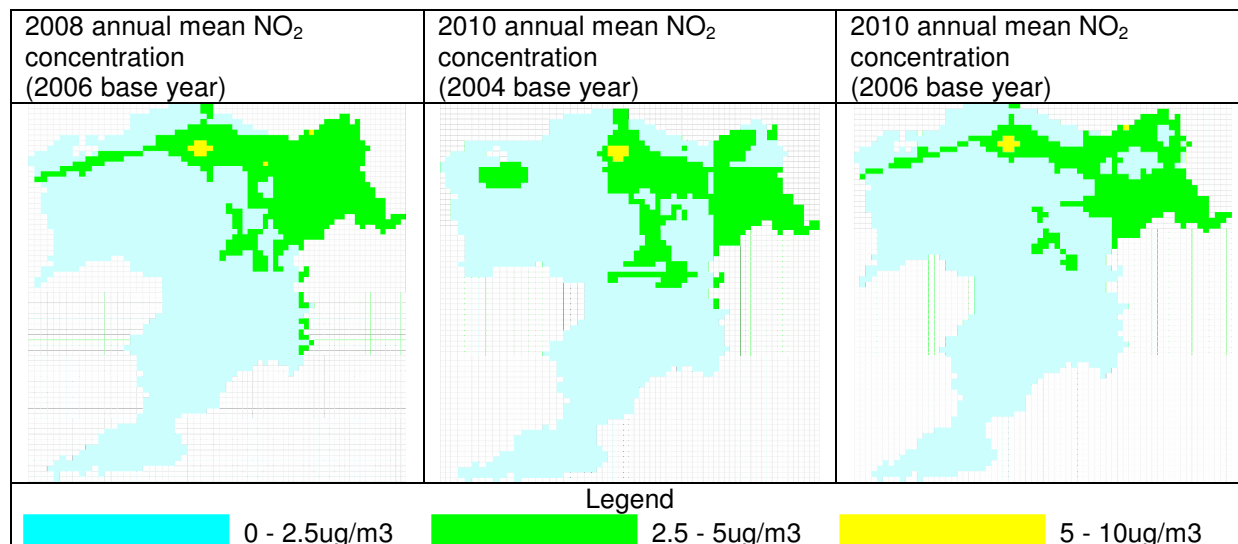 2008 annual mean NO₂
concentration
(2006 base year)
2010 annual mean NO₂
concentration
(2004 base year)
2010 annual mean NO₂
concentration
(2006 base year)
Legend
0 - 2.5ug/m3
2.5 - 5ug/m3
5 - 10ug/m3